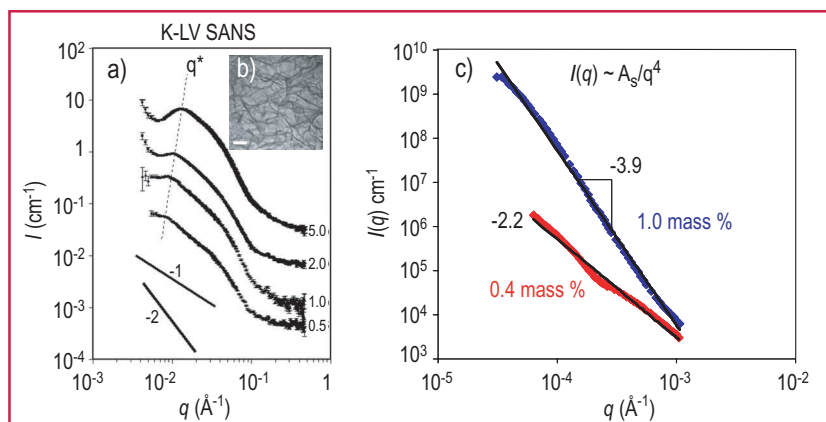 K-LV SANS
a)
q*
b)
I (cm⁻¹)
10²
10
1
10⁻¹
10⁻²
10⁻³
10⁻⁴
5.0
2.0
1.0
0.5
-1
-2
10⁻³
10⁻²
10⁻¹
1
q (Å⁻¹)
c)
I(q) ~ Aₛ/q⁴
I(q) cm⁻¹
10¹⁰
10⁹
10⁸
10⁷
10⁶
10⁵
10⁴
10³
-3.9
-2.2
1.0 mass %
0.4 mass %
10⁻⁵
10⁻⁴
10⁻³
10⁻²
q (Å⁻¹)